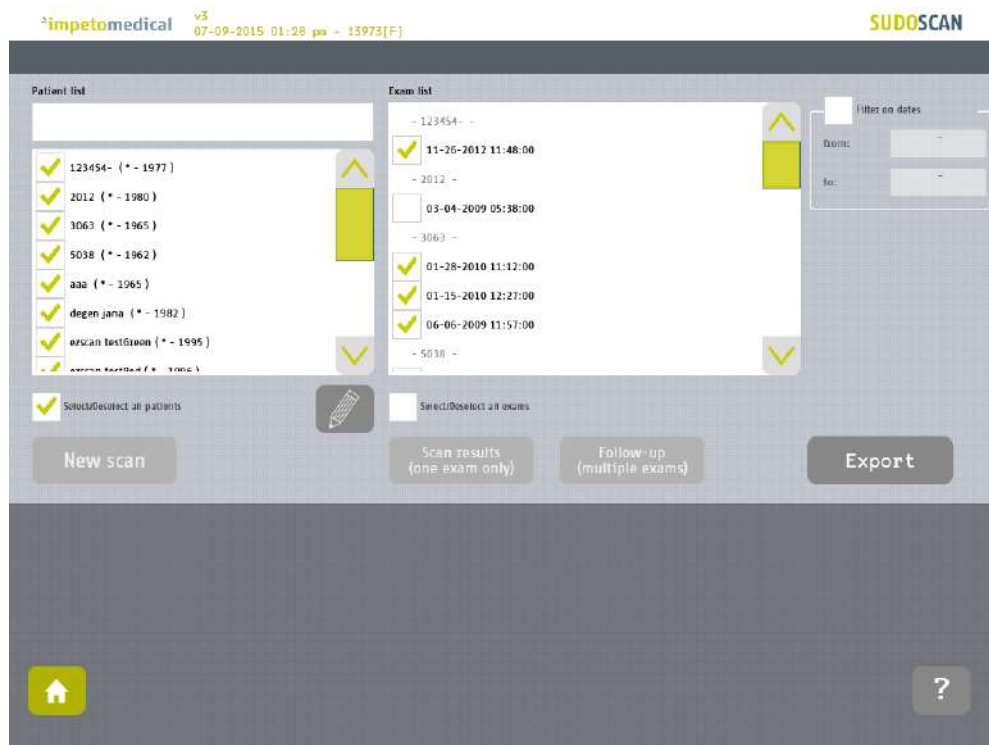 impetomedical
v3
07-09-2015 01:28 pm - 13973[F]
SUDOSCAN
Patient list
123454- (* - 1977)
2012 (* - 1980)
3063 (* - 1965)
5038 (* - 1962)
aaa (* - 1965)
degen jana (* - 1982)
ezscan testGreen (* - 1995)
ezscan testRed (* - 1996)
Select/Deselect all patients
New scan
Exam list
- 123454- -
11-26-2012 11:48:00
- 2012 -
03-04-2009 05:38:00
- 3063 -
01-28-2010 11:12:00
01-15-2010 12:27:00
06-06-2009 11:57:00
- 5038 -
Select/Deselect all exams
Scan results
(one exam only)
Follow-up
(multiple exams)
Filter on dates
from: -
to: -
Export
?